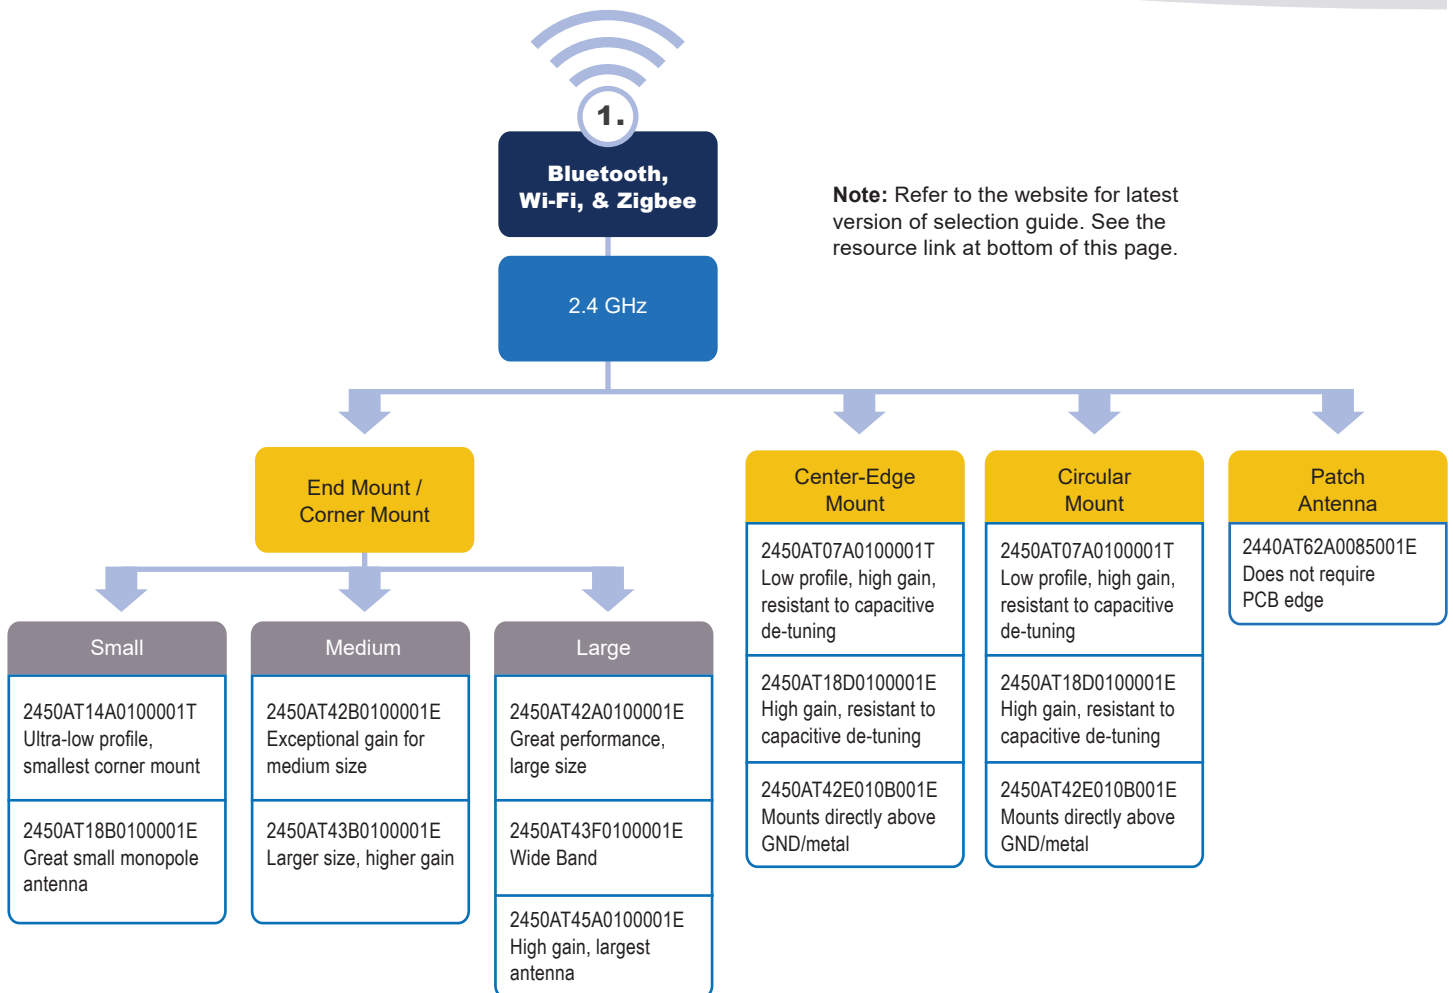 1.
Bluetooth,
Wi-Fi, & Zigbee
Note: Refer to the website for latest
version of selection guide. See the
resource link at bottom of this page.
2.4 GHz
End Mount /
Corner Mount
Small
2450AT14A0100001T
Ultra-low profile,
smallest corner mount
2450AT18B0100001E
Great small monopole
antenna
Medium
2450AT42B0100001E
Exceptional gain for
medium size
2450AT43B0100001E
Larger size, higher gain
Large
2450AT42A0100001E
Great performance,
large size
2450AT43F0100001E
Wide Band
2450AT45A0100001E
High gain, largest
antenna
Center-Edge
Mount
2450AT07A0100001T
Low profile, high gain,
resistant to capacitive
de-tuning
2450AT18D0100001E
High gain, resistant to
capacitive de-tuning
2450AT42E010B001E
Mounts directly above
GND/metal
Circular
Mount
2450AT07A0100001T
Low profile, high gain,
resistant to capacitive
de-tuning
2450AT18D0100001E
High gain, resistant to
capacitive de-tuning
2450AT42E010B001E
Mounts directly above
GND/metal
Patch
Antenna
2440AT62A0085001E
Does not require
PCB edge